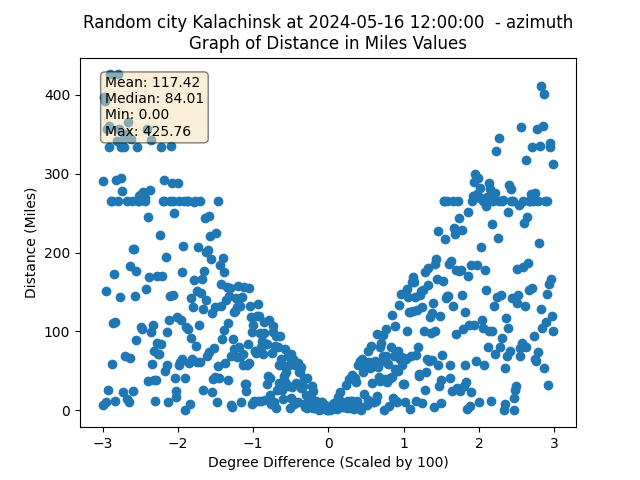 Random city Kalachinsk at 2024-05-16 12:00:00  - azimuth
Graph of Distance in Miles Values
Mean: 117.42
Median: 84.01
Min: 0.00
Max: 425.76
Distance (Miles)
400
300
200
100
0
−3 −2 −1 0 1 2 3
Degree Difference (Scaled by 100)